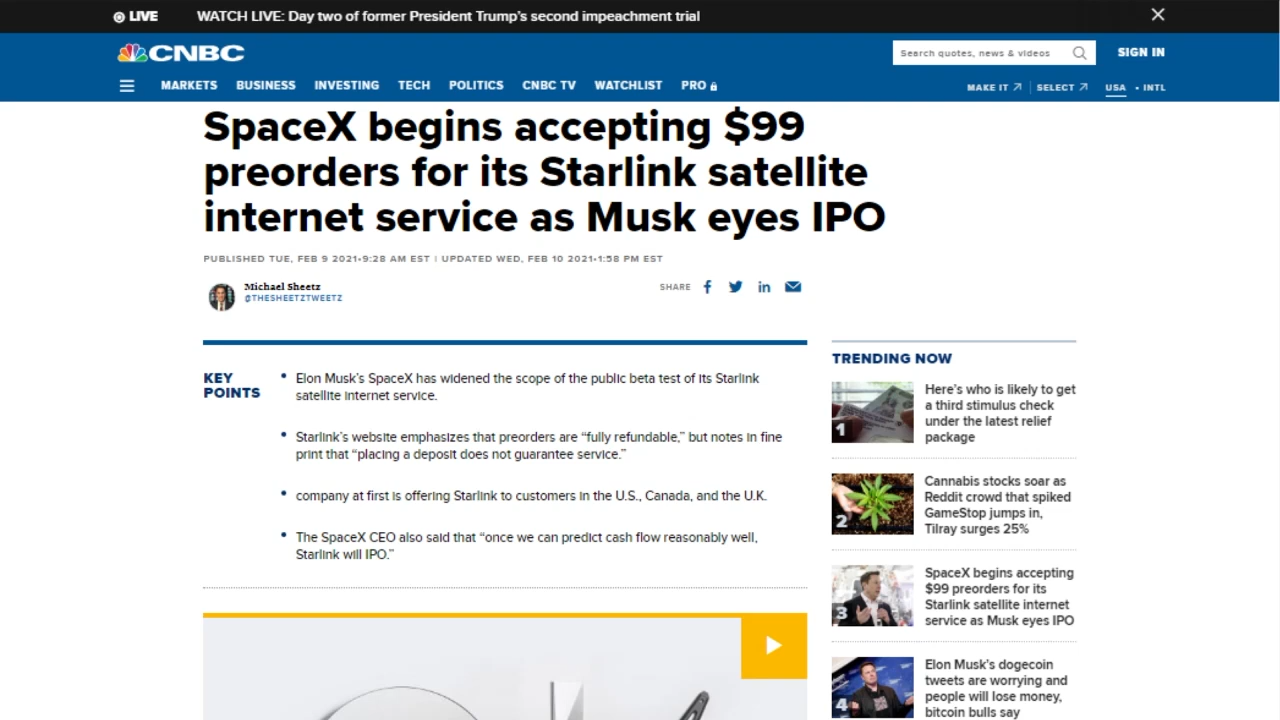 LIVE WATCH LIVE: Day two of former President Trump's second impeachment trial
CNBC
Search quotes, news & videos
SIGN IN
MARKETS BUSINESS INVESTING TECH POLITICS CNBC TV WATCHLIST PRO
MAKE IT SELECT USA • INTL
SpaceX begins accepting $99
preorders for its Starlink satellite
internet service as Musk eyes IPO
PUBLISHED TUE, FEB 9 2021•9:28 AM EST | UPDATED WED, FEB 10 2021•1:58 PM EST
Michael Sheetz
@THESHEETZTWEETZ
SHARE
KEY
POINTS
• Elon Musk's SpaceX has widened the scope of the public beta test of its Starlink
satellite internet service.
• Starlink's website emphasizes that preorders are “fully refundable,” but notes in fine
print that “placing a deposit does not guarantee service.”
• company at first is offering Starlink to customers in the U.S., Canada, and the U.K.
• The SpaceX CEO also said that “once we can predict cash flow reasonably well,
Starlink will IPO.”
TRENDING NOW
1
Here's who is likely to get
a third stimulus check
under the latest relief
package
2
Cannabis stocks soar as
Reddit crowd that spiked
GameStop jumps in,
Tilray surges 25%
3
SpaceX begins accepting
$99 preorders for its
Starlink satellite internet
service as Musk eyes IPO
4
Elon Musk's dogecoin
tweets are worrying and
people will lose money,
bitcoin bulls say